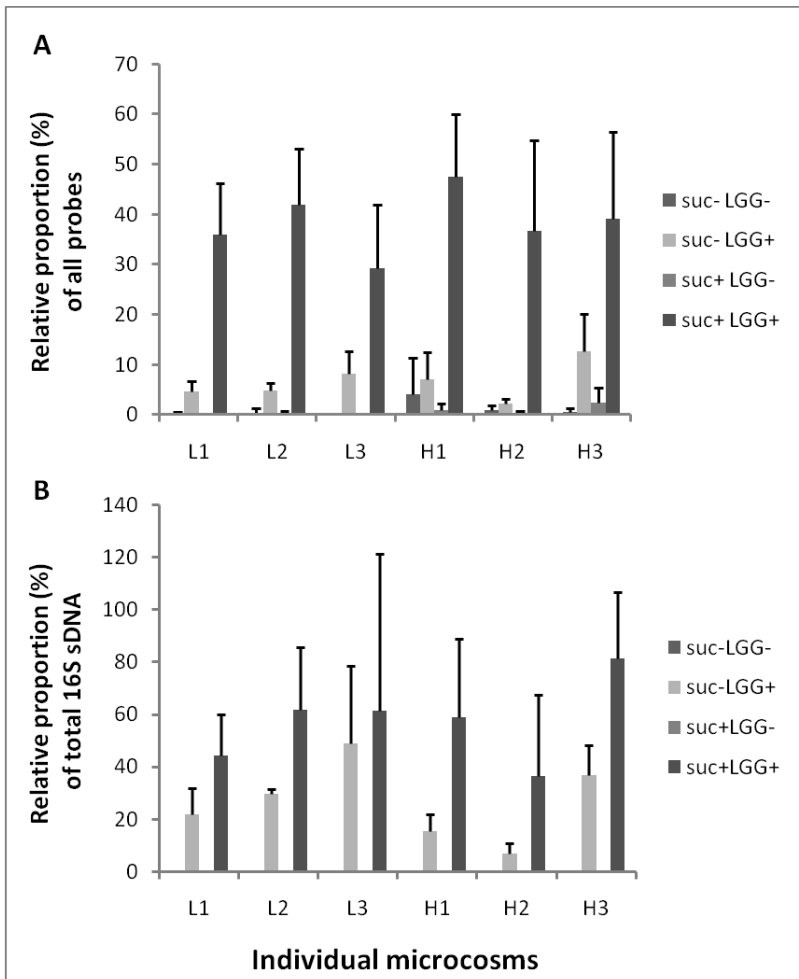 A
Relative proportion (%)
of all probes
70
60
50
40
30
20
10
0
L1 L2 L3 H1 H2 H3
suc- LGG-
suc- LGG+
suc+ LGG-
suc+ LGG+
B
Relative proportion (%)
of total 16S sDNA
140
120
100
80
60
40
20
0
L1 L2 L3 H1 H2 H3
suc-LGG-
suc-LGG+
suc+LGG-
suc+LGG+
Individual microcosms